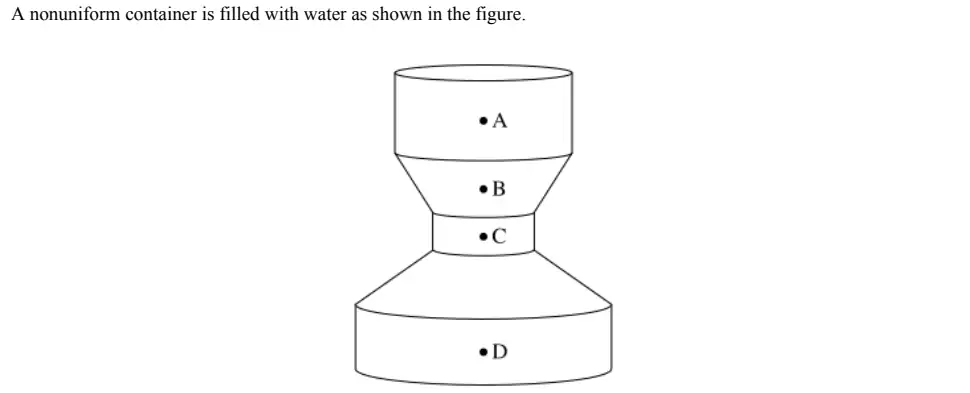 A nonuniform container is filled with water as shown in the figure.
A
B
C
D